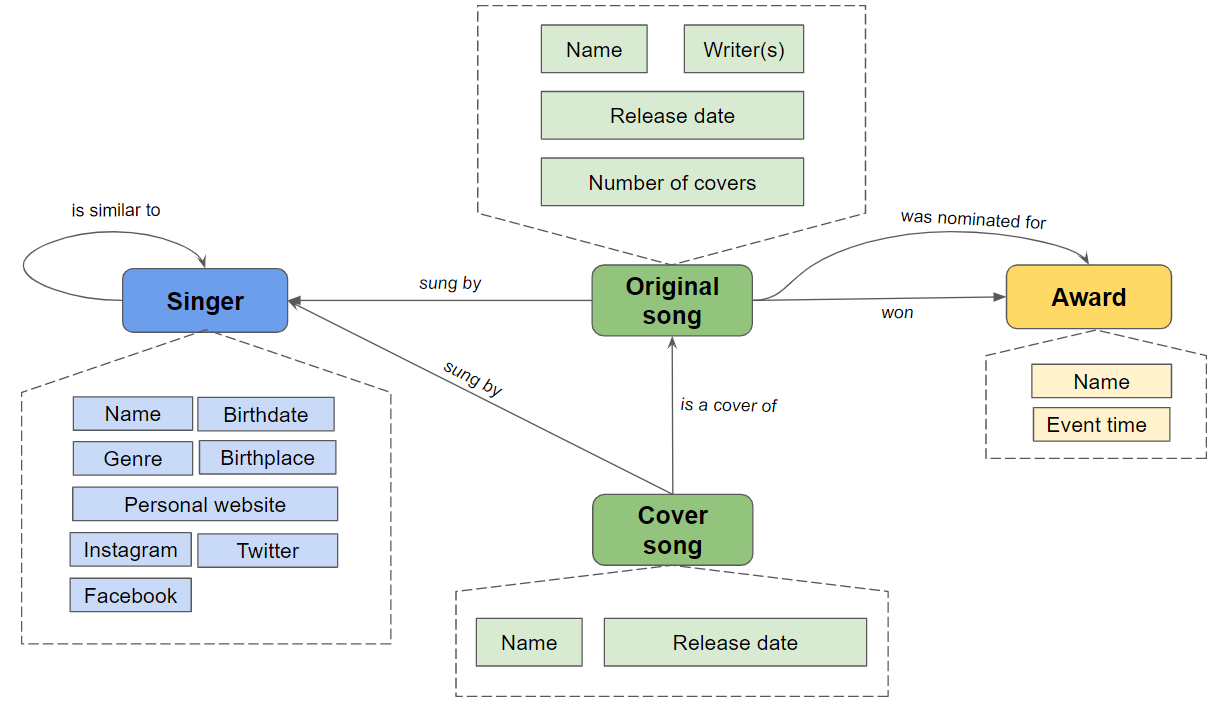 Name
Writer(s)
Release date
Number of covers
is similar to
was nominated for
Singer
sung by
Original
song
won
Award
sung by
is a cover of
Name
Event time
Name
Birthdate
Genre
Birthplace
Personal website
Instagram
Twitter
Facebook
Cover
song
Name
Release date